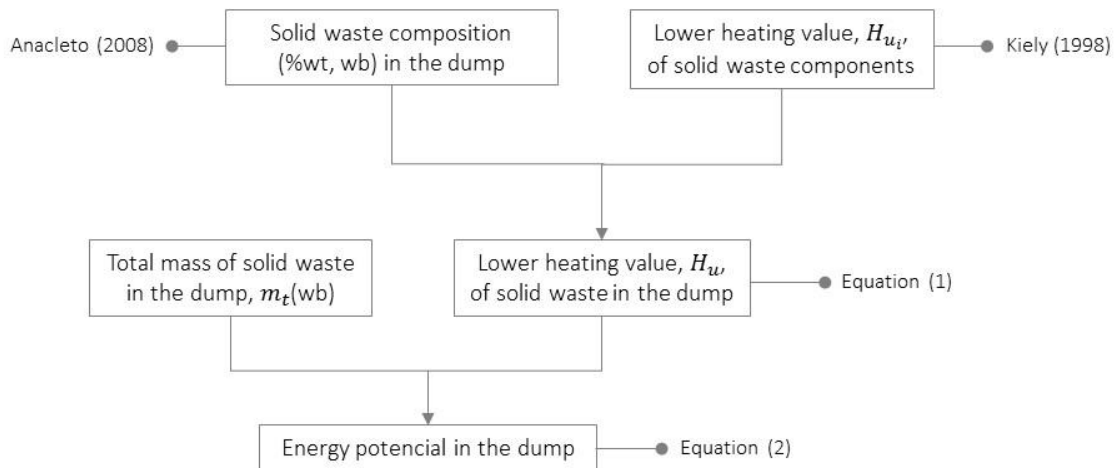 Anacleto (2008)
Solid waste composition
(%wt, wb) in the dump
Lower heating value, H_{u_i},
of solid waste components
Kiely (1998)
Total mass of solid waste
in the dump, m_t(wb)
Lower heating value, H_u,
of solid waste in the dump
Equation (1)
Energy potencial in the dump
Equation (2)